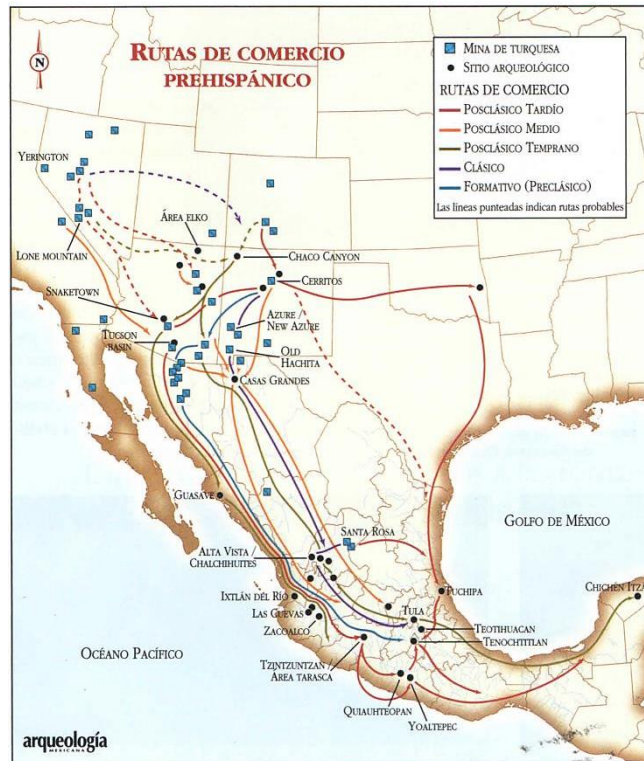 RUTAS DE COMERCIO
PREHISPÁNICO
N
MINA DE TURQUESA
SITIO ARQUEOLÓGICO
RUTAS DE COMERCIO
POSCLÁSICO TARDÍO
POSCLÁSICO MEDIO
POSCLÁSICO TEMPRANO
CLÁSICO
FORMATIVO (PRECLÁSICO)
Las líneas punteadas indican rutas probables
YERINGTON
ÁREA ELKO
LONE MOUNTAIN
CHACO CANYON
CERRITOS
SNAKETOWN
AZURE/
NEW AZURE
TUCSON
BASIN
OLD
HACHITA
CASAS GRANDES
GUASAVE
SANTA ROSA
GOLFO DE MÉXICO
ALTA VISTA /
CHALCHIHUITES
IXTLÁN DEL RÍO
TUCHIPA
CHICHÉN ITZÁ
LAS CUEVAS
TULA
ZACOALCO
TEOTIHUACAN
TENOCHTITLAN
OCÉANO PACÍFICO
TZINTZUNTZAN/
ÁREA TARASCA
QUIAUHTEOPAN
YOALTEPEC
arqueología
MEXICANA